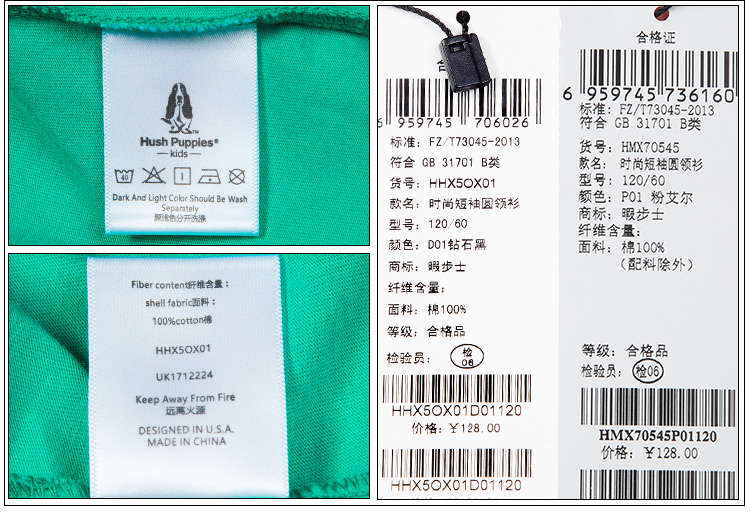 Hush Puppies®
kids
40
Dark And Light Color Should Be Wash
Separately
深浅色分开洗涤
Fiber content纤维含量:
shell fabric面料:
100%cotton棉
HHX5OX01
UK1712224
Keep Away From Fire
远离火源
DESIGNED IN U.S.A.
MADE IN CHINA
6 959745 706026
标准: FZ/T73045-2013
符合 GB 31701 B类
货号: HHX5OX01
款名: 时尚短袖圆领衫
型号: 120/60
颜色: D01钻石黑
商标: 暇步士
纤维含量:
面料: 棉100%
等级: 合格品
检验员: 检06
HHX5OX01D01120
价格: ¥128.00
HHX5OX01D01120
合格证
6 959745 736160
标准: FZ/T73045-2013
符合 GB 31701 B类
货号: HMX70545
款名: 时尚短袖圆领衫
型号: 120/60
颜色: P01 粉艾尔
商标: 暇步士
纤维含量:
面料: 棉100%
(配料除外)
等级: 合格品
检验员: 检06
HMX70545P01120
价格: ¥128.00